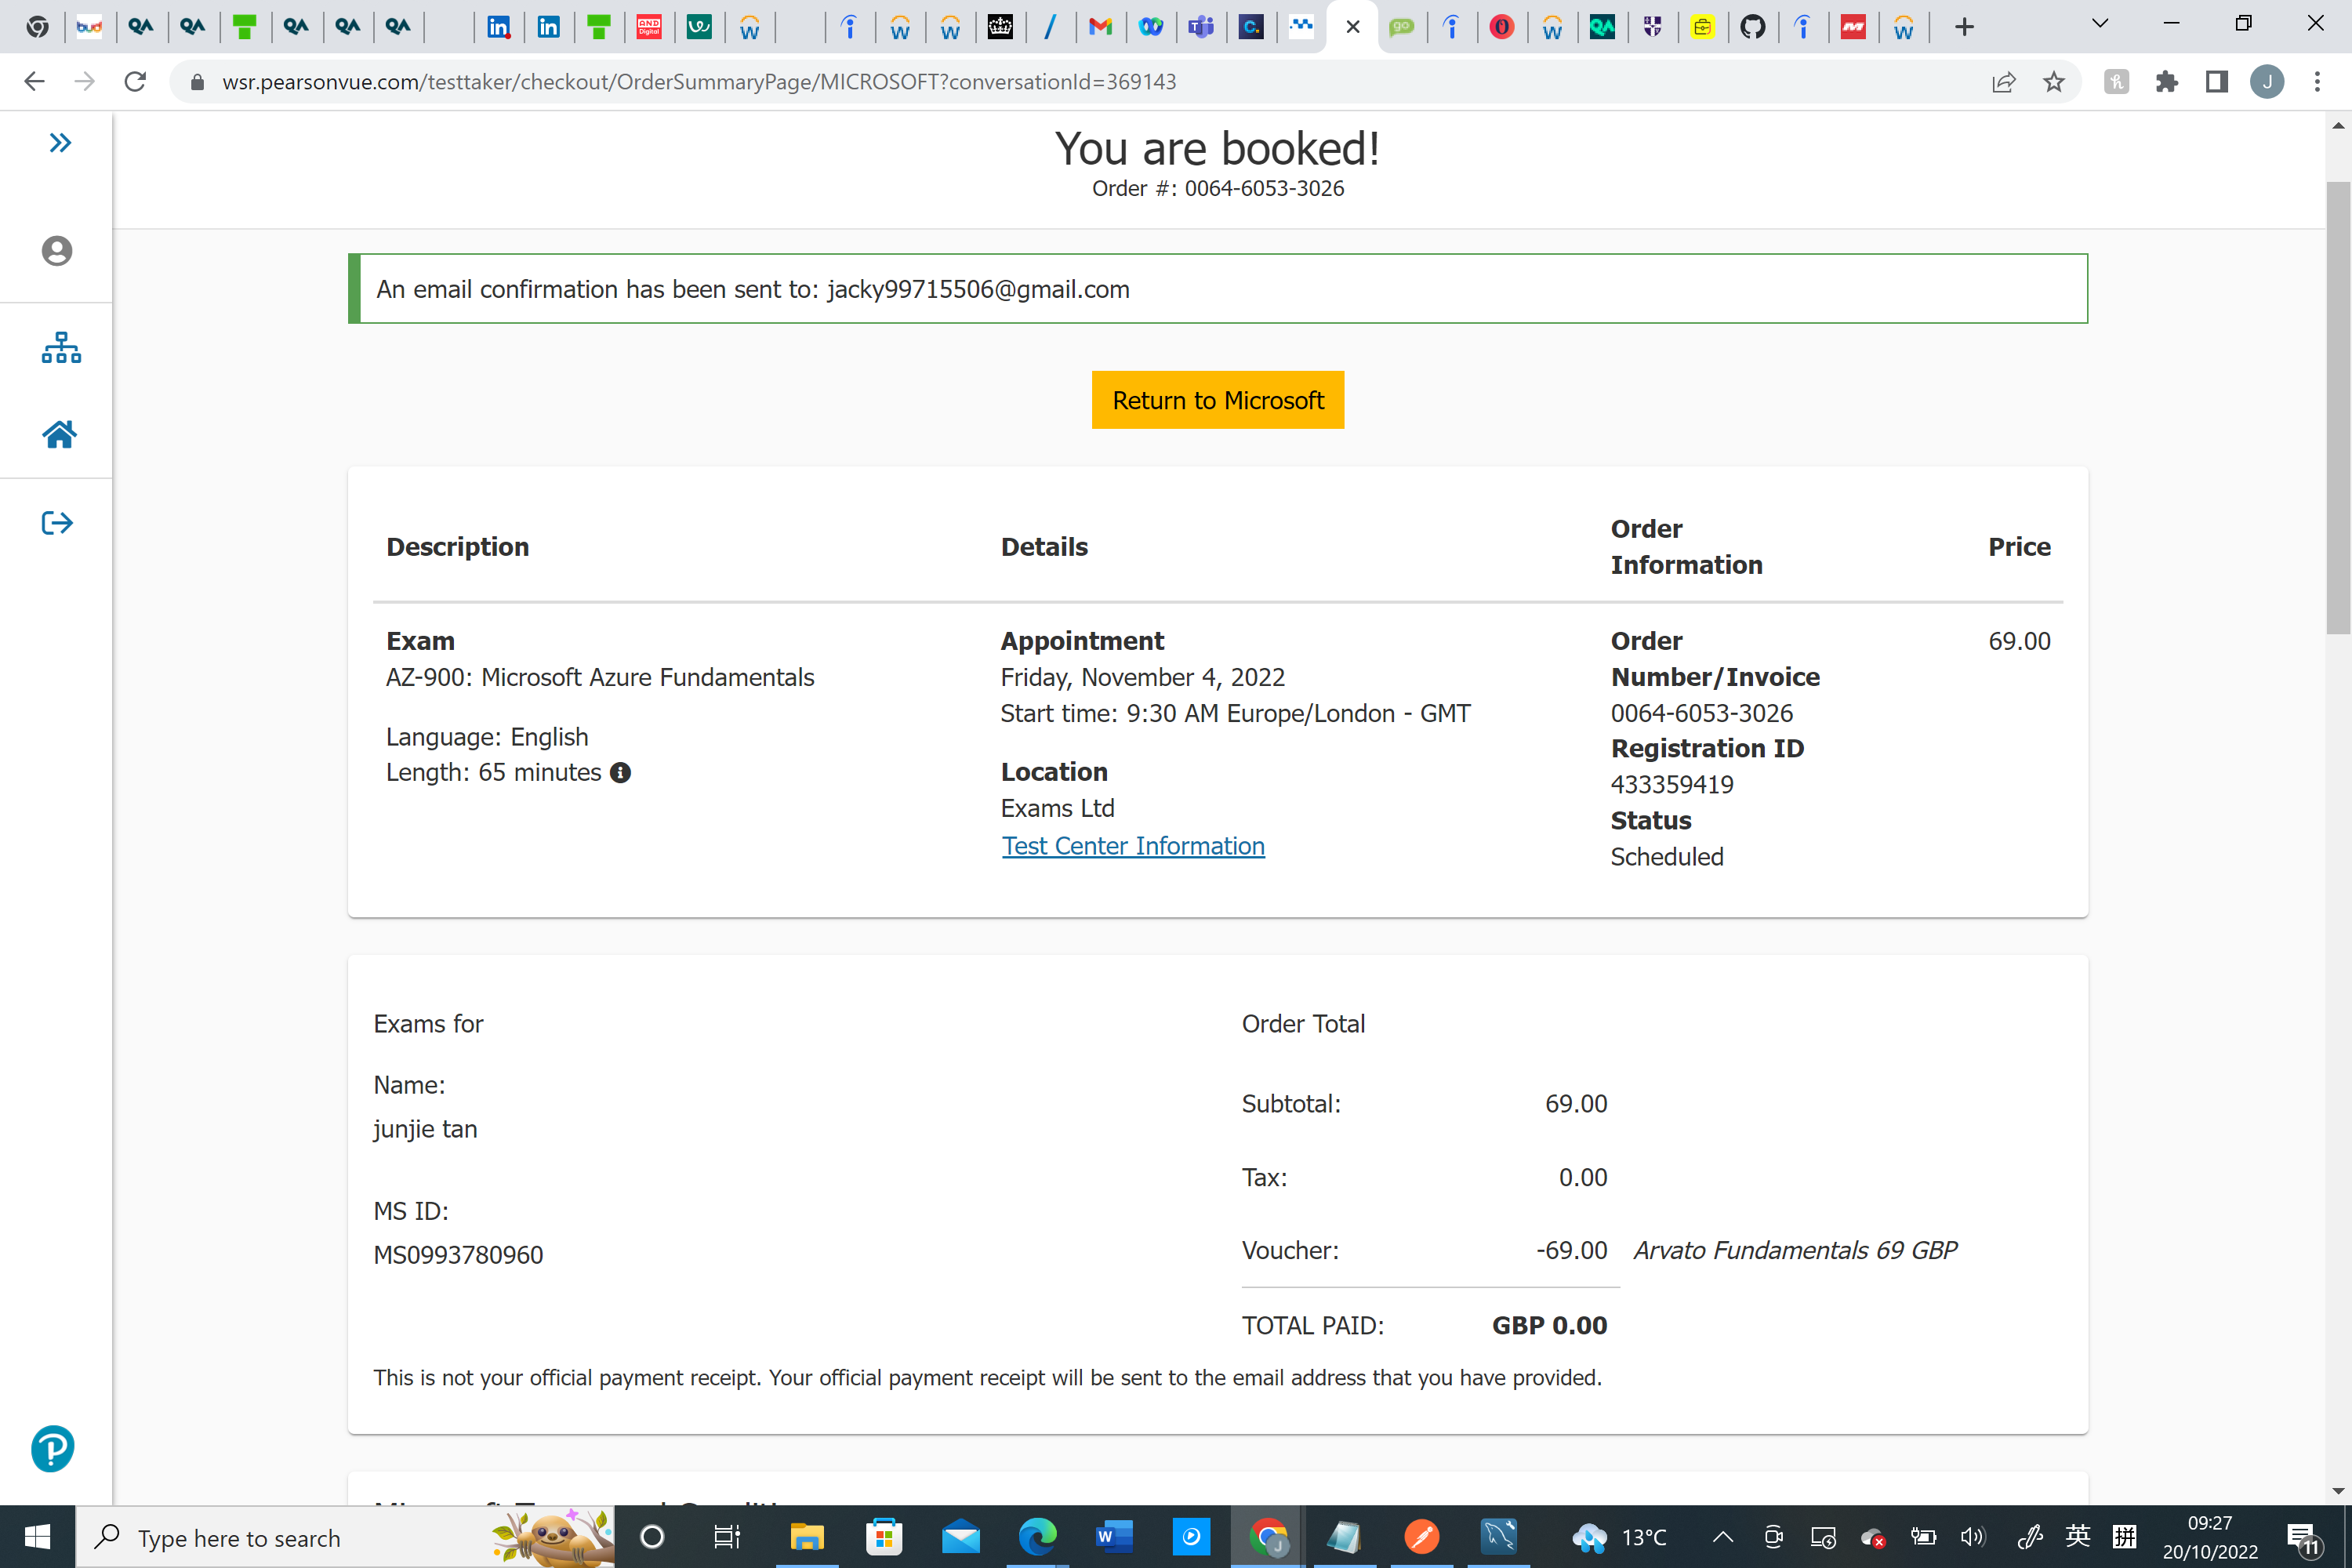 wsr.pearsonvue.com/testtaker/checkout/OrderSummaryPage/MICROSOFT?conversationId=369143
You are booked!
Order #: 0064-6053-3026
An email confirmation has been sent to: jacky99715506@gmail.com
Return to Microsoft
Description
Details
Order
Information
Price
Exam
AZ-900: Microsoft Azure Fundamentals
Language: English
Length: 65 minutes
Appointment
Friday, November 4, 2022
Start time: 9:30 AM Europe/London - GMT
Location
Exams Ltd
Test Center Information
Order
Number/Invoice
0064-6053-3026
Registration ID
433359419
Status
Scheduled
69.00
Exams for
Name:
junjie tan
MS ID:
MS0993780960
Order Total
Subtotal: 69.00
Tax: 0.00
Voucher: -69.00 Arvato Fundamentals 69 GBP
TOTAL PAID: GBP 0.00
This is not your official payment receipt. Your official payment receipt will be sent to the email address that you have provided.
Type here to search
13°C
英
拼
09:27
20/10/2022
11